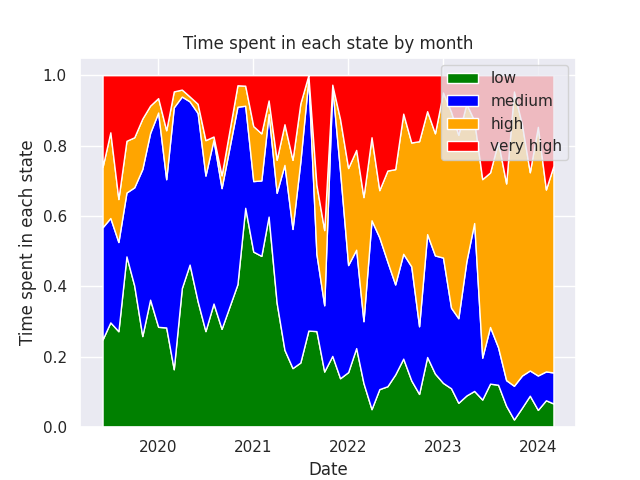 Time spent in each state by month
low
medium
high
very high
1.0
0.8
0.6
0.4
0.2
0.0
Time spent in each state
2020
2021
2022
2023
2024
Date